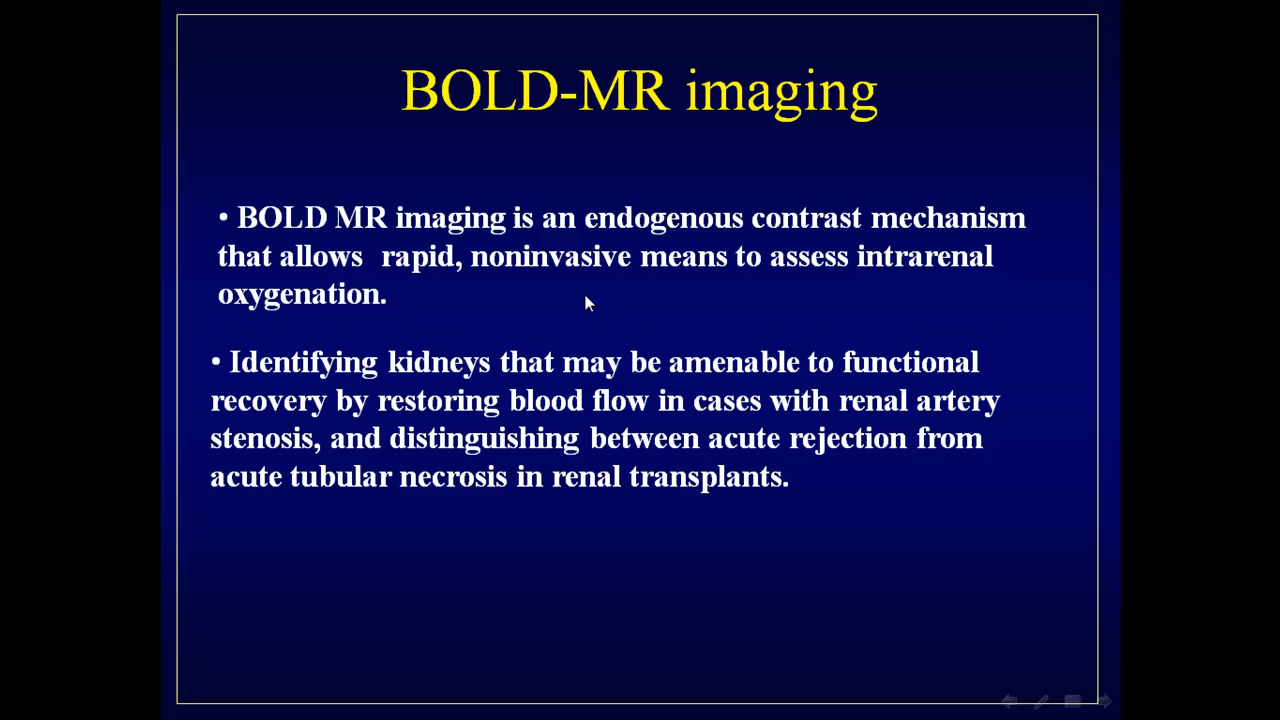 BOLD-MR imaging
• BOLD MR imaging is an endogenous contrast mechanism
that allows rapid, noninvasive means to assess intrarenal
oxygenation.
• Identifying kidneys that may be amenable to functional
recovery by restoring blood flow in cases with renal artery
stenosis, and distinguishing between acute rejection from
acute tubular necrosis in renal transplants.